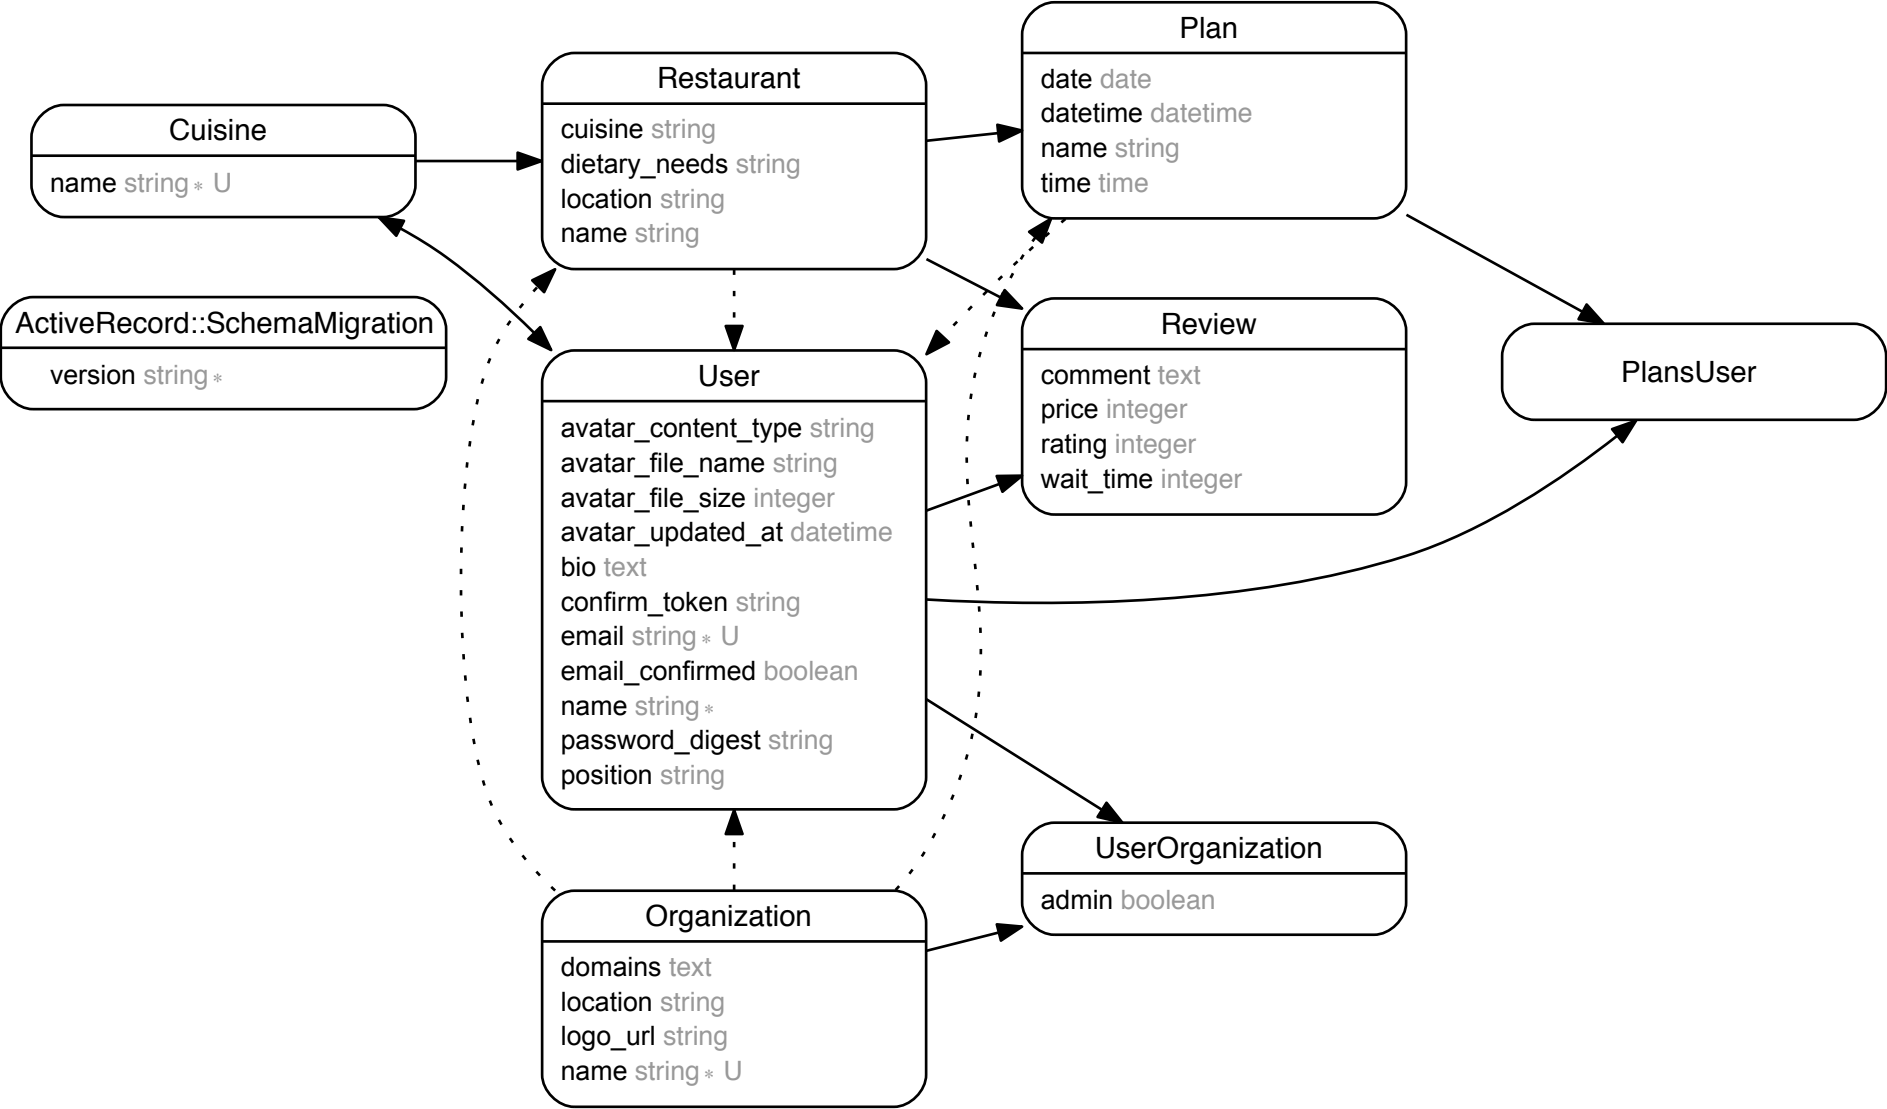 Plan
date date
datetime datetime
name string
time time
Restaurant
cuisine string
dietary_needs string
location string
name string
Cuisine
name string∗ U
ActiveRecord::SchemaMigration
version string∗
User
avatar_content_type string
avatar_file_name string
avatar_file_size integer
avatar_updated_at datetime
bio text
confirm_token string
email string∗ U
email_confirmed boolean
name string∗
password_digest string
position string
Review
comment text
price integer
rating integer
wait_time integer
PlansUser
UserOrganization
admin boolean
Organization
domains text
location string
logo_url string
name string∗ U